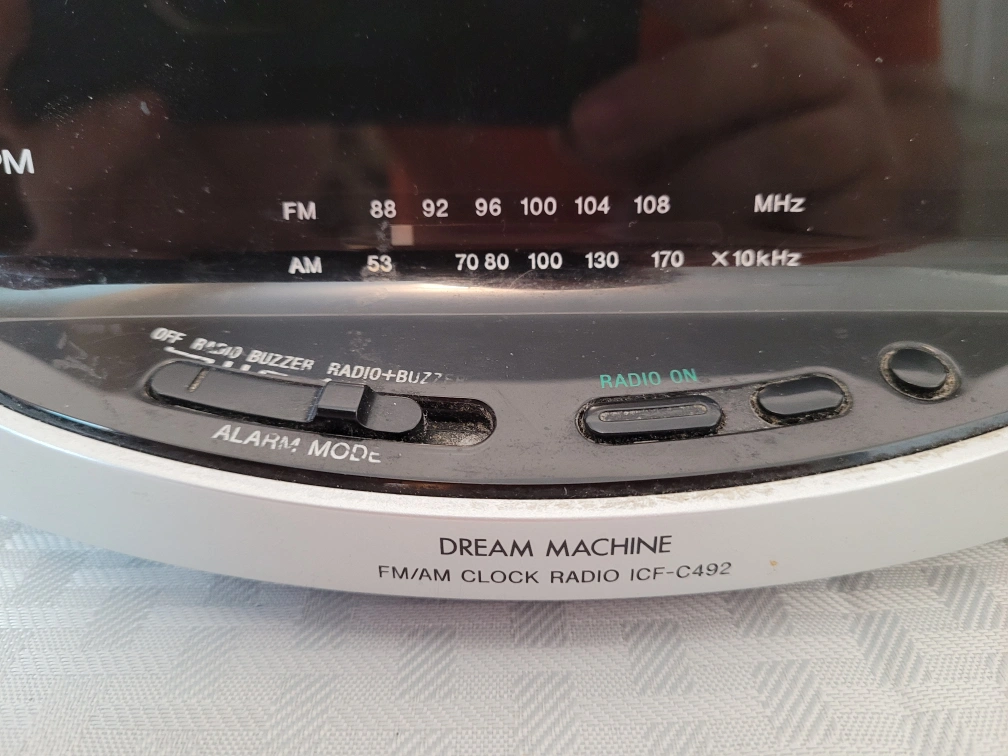 PM
FM 88 92 96 100 104 108 MHz
AM 53 70 80 100 130 170 X10kHz
OFF RADIO BUZZER RADIO+BUZZER
RADIO ON
ALARM MODE
DREAM MACHINE
FM/AM CLOCK RADIO ICF-C492